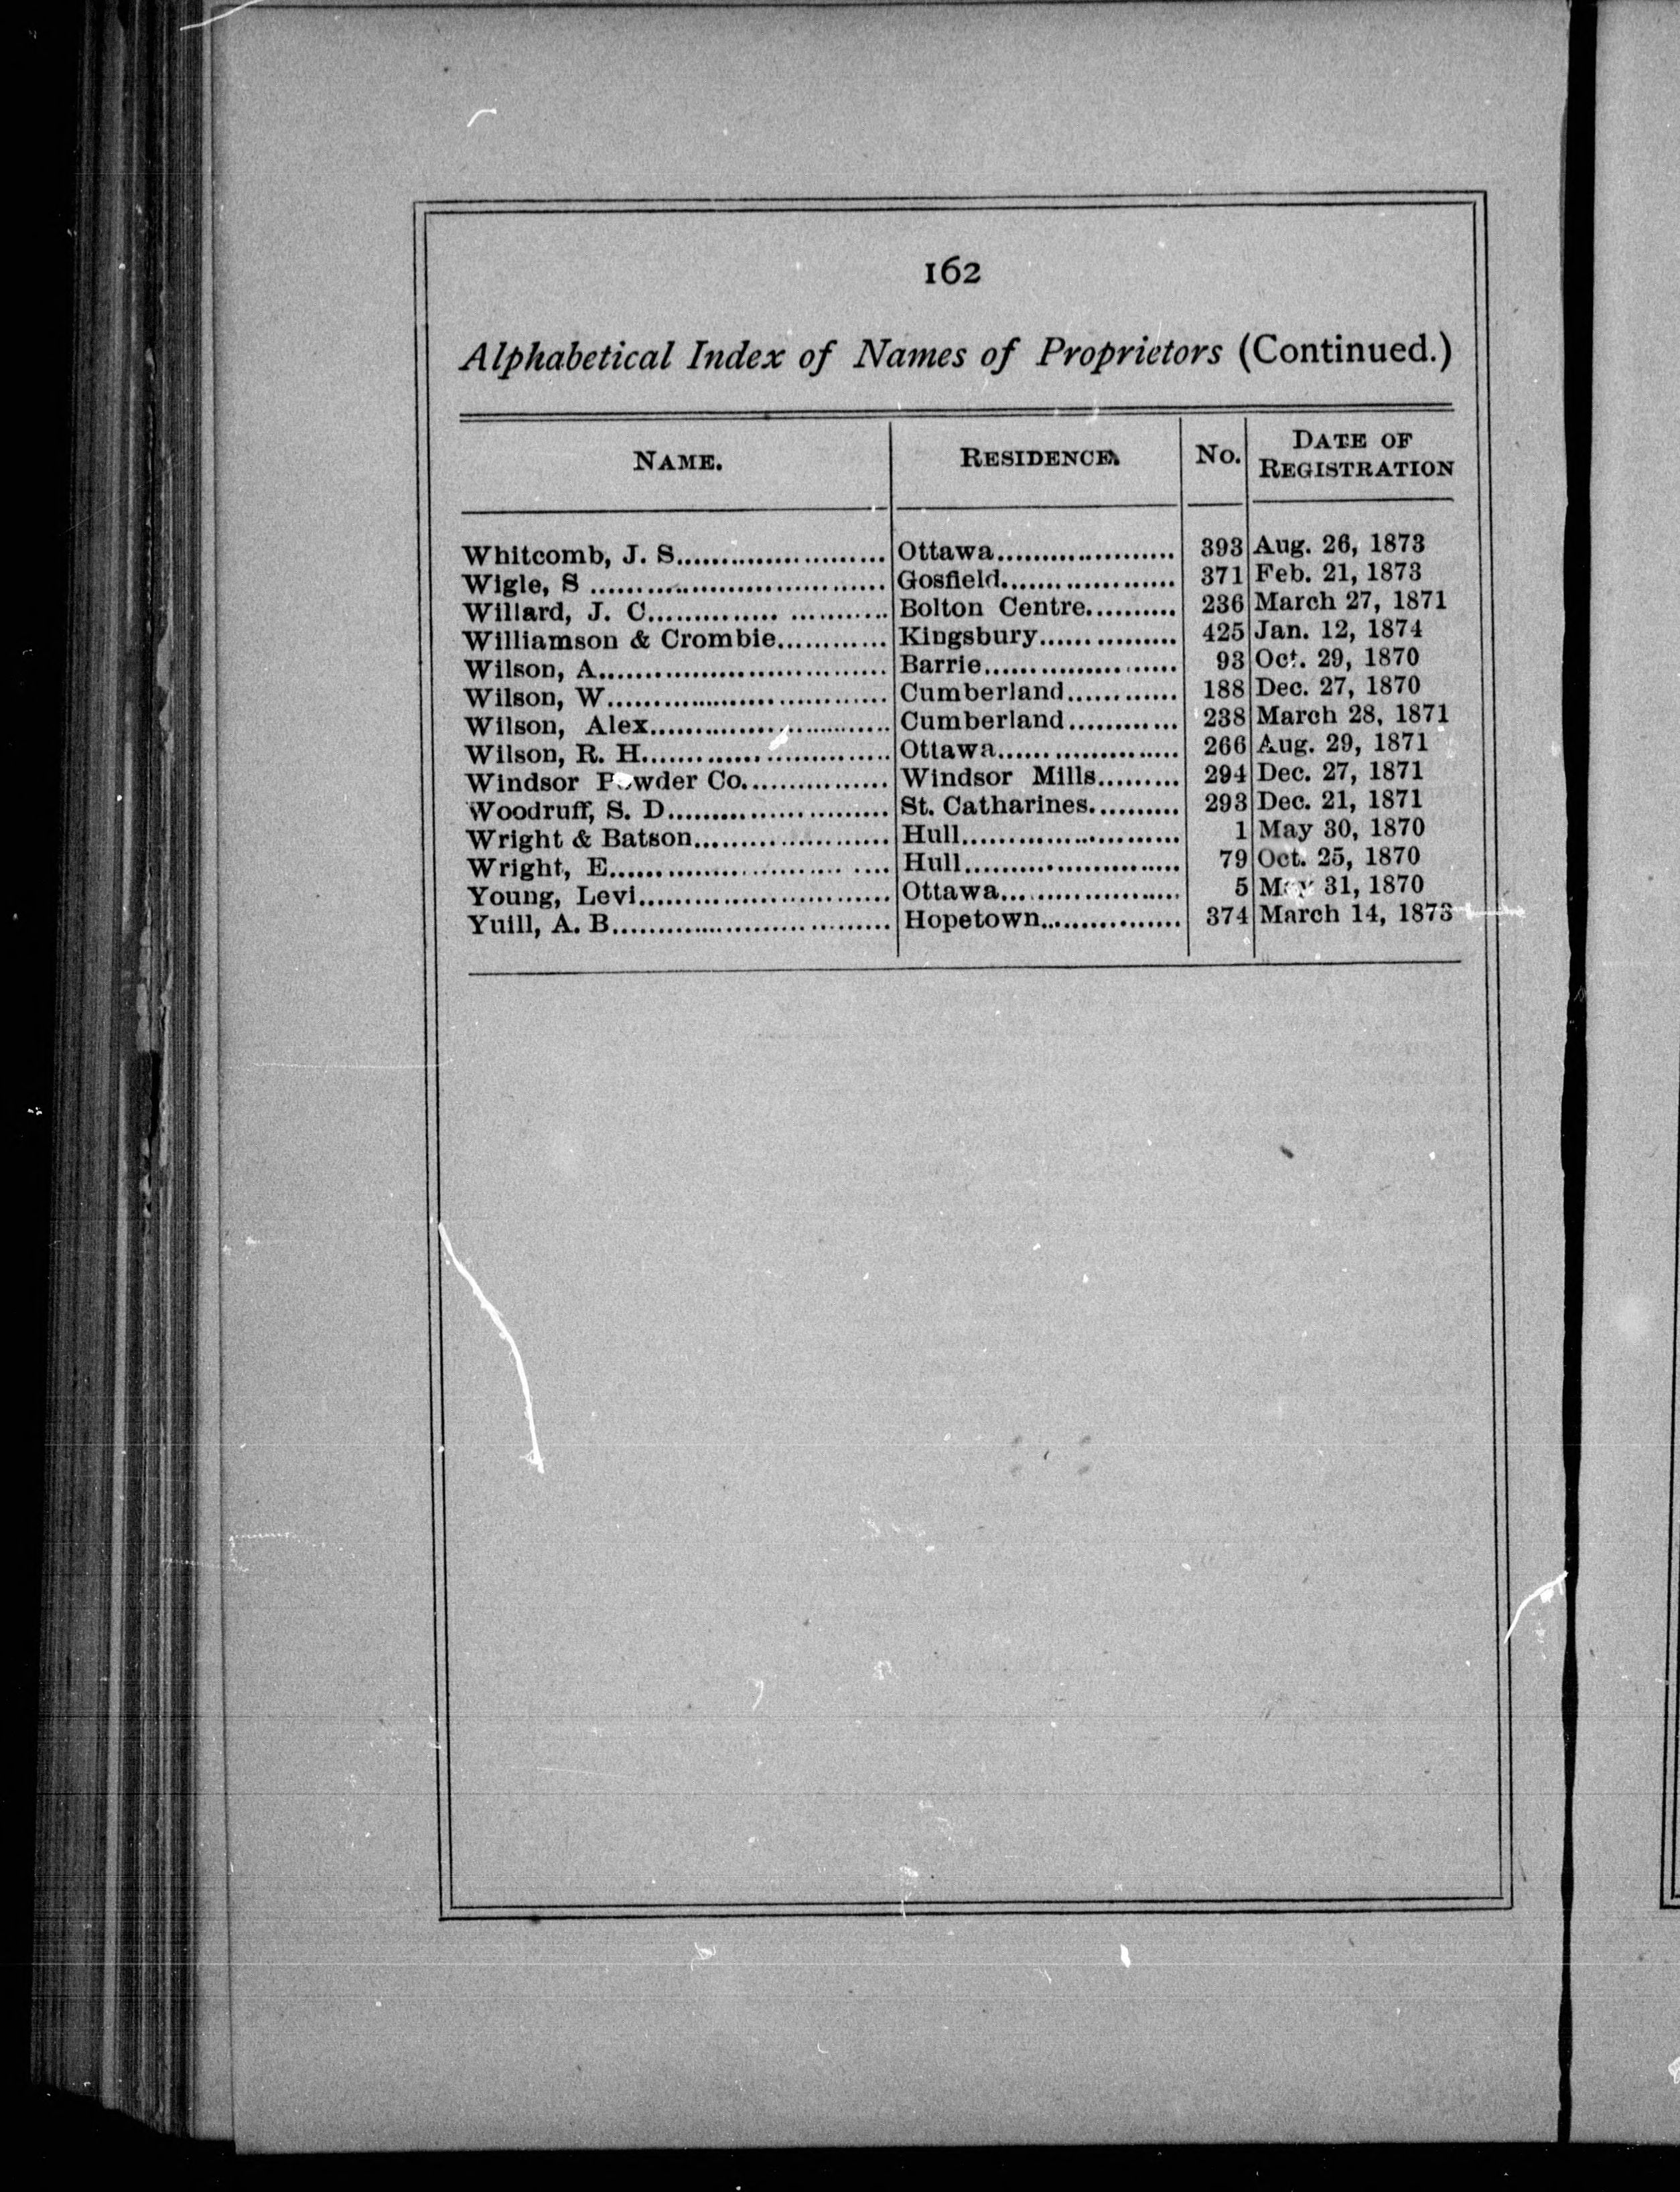 162
Alphabetical Index of Names of Proprietors (Continued.)
NAME. RESIDENCE. No. DATE OF REGISTRATION
Whitcomb, J. S. Ottawa 393 Aug. 26, 1873
Wigle, S Gosfield 371 Feb. 21, 1873
Willard, J. C. Bolton Centre 236 March 27, 1871
Williamson & Crombie Kingsbury 425 Jan. 12, 1874
Wilson, A. Barrie 93 Oct. 29, 1870
Wilson, W. Cumberland 188 Dec. 27, 1870
Wilson, Alex. Cumberland 238 March 28, 1871
Wilson, R. H. Ottawa 266 Aug. 29, 1871
Windsor Powder Co. Windsor Mills 294 Dec. 27, 1871
Woodruff, S. D. St. Catharines 293 Dec. 21, 1871
Wright & Batson Hull 1 May 30, 1870
Wright, E. Hull 79 Oct. 25, 1870
Young, Levi Ottawa 5 May 31, 1870
Yuill, A. B. Hopetown 374 March 14, 1873